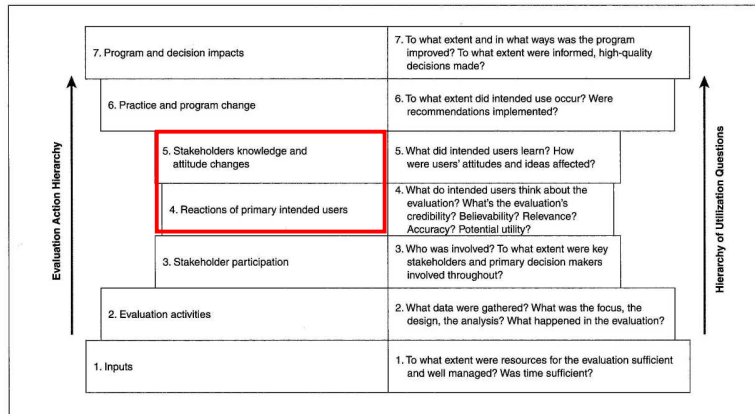 7. Program and decision impacts
7. To what extent and in what ways was the program
improved? To what extent were informed, high-quality
decisions made?
6. Practice and program change
6. To what extent did intended use occur? Were
recommendations implemented?
5. Stakeholders knowledge and
attitude changes
5. What did intended users learn? How
were users' attitudes and ideas affected?
4. Reactions of primary intended users
4. What do intended users think about the
evaluation? What's the evaluation's
credibility? Believability? Relevance?
Accuracy? Potential utility?
3. Stakeholder participation
3. Who was involved? To what extent were key
stakeholders and primary decision makers
involved throughout?
2. Evaluation activities
2. What data were gathered? What was the focus, the
design, the analysis? What happened in the evaluation?
1. Inputs
1. To what extent were resources for the evaluation sufficient
and well managed? Was time sufficient?
Evaluation Action Hierarchy
Hierarchy of Utilization Questions